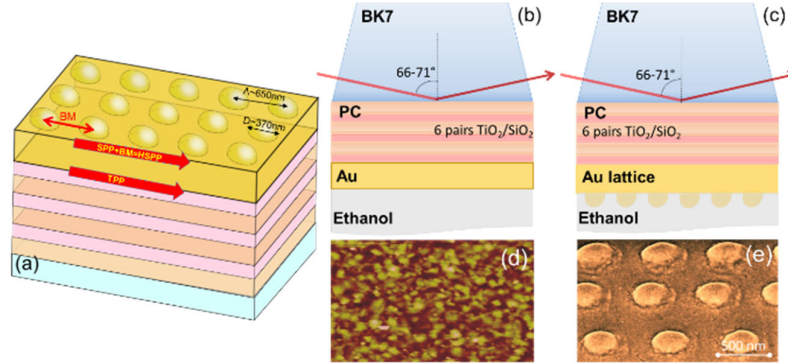 (a)
Λ~650nm
D~370nm
BM
SPP+BM=HSPP
TPP
(b)
BK7
66-71°
PC
6 pairs TiO₂/SiO₂
Au
Ethanol
(c)
BK7
66-71°
PC
6 pairs TiO₂/SiO₂
Au lattice
Ethanol
(d)
(e)
500 nm